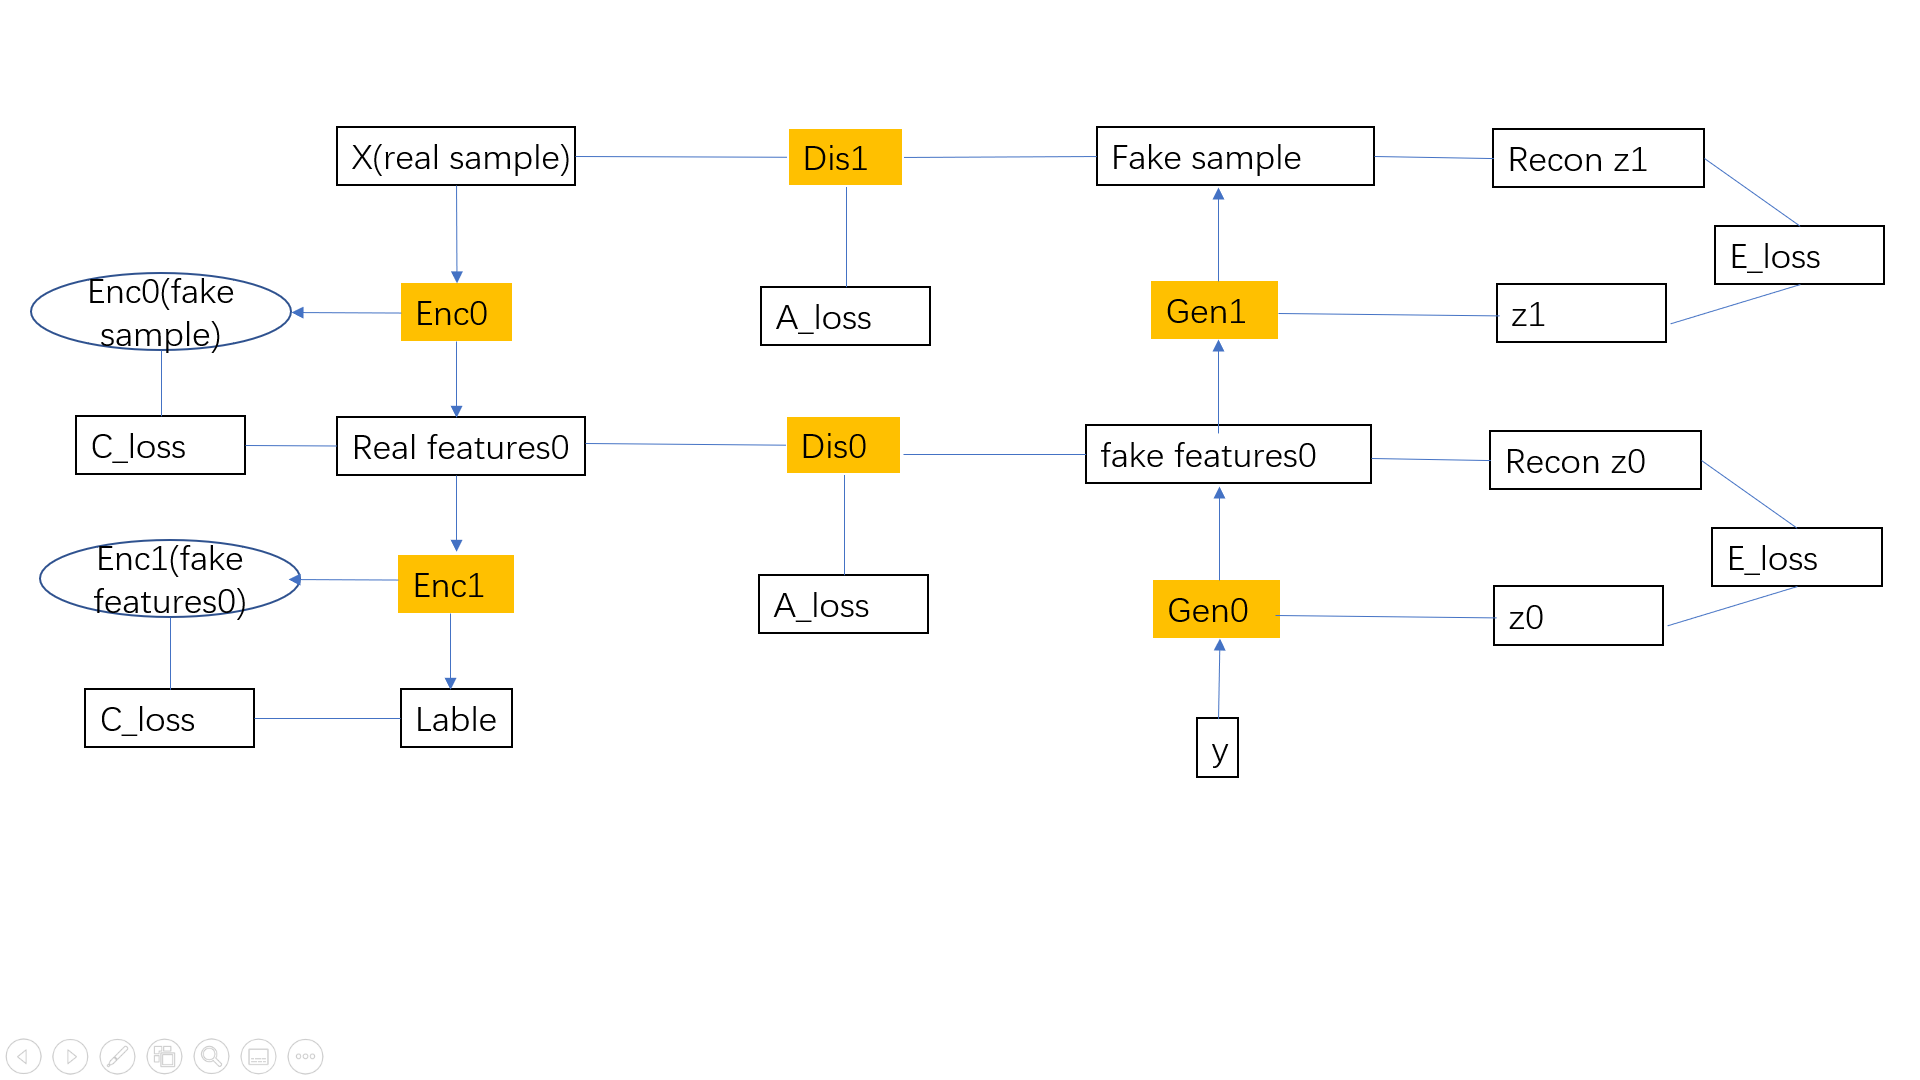 X(real sample)
Dis1
Fake sample
Recon z1
E_loss
Enc0(fake
sample)
Enc0
A_loss
Gen1
z1
C_loss
Real features0
Dis0
fake features0
Recon z0
E_loss
Enc1(fake
features0)
Enc1
A_loss
Gen0
z0
C_loss
Lable
y